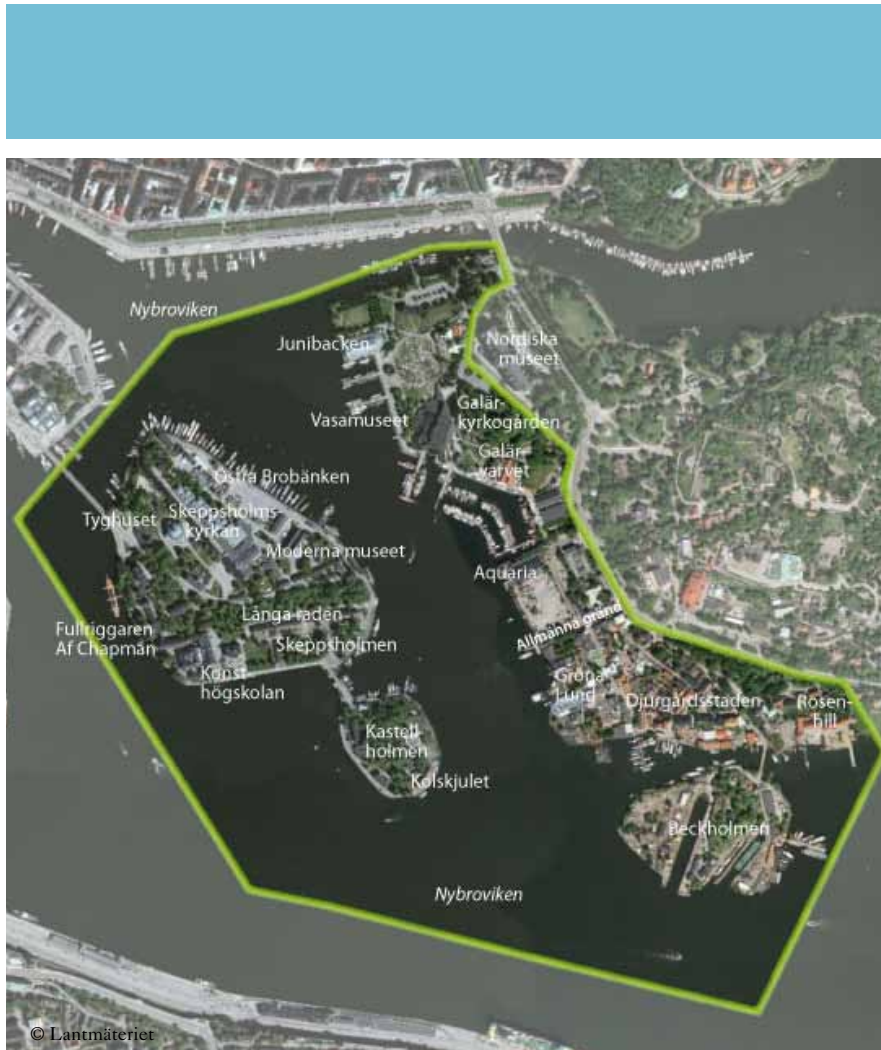 Nybroviken
Junibacken
Nordiska
museet
Vasamuseet
Galär-
kyrkogården
Galär-
varvet
Östra Brobänken
Tyghuset
Skeppsholms-
kyrkan
Moderna museet
Aquaria
Långa raden
Allmänna gränd
Fullriggaren
Af Chapman
Skeppsholmen
Konst
högskolan
Gröna
Lund
Djurgårdsstaden
Rosen-
hill
Kastell
holmen
Kolskjulet
Beckholmen
Nybroviken
© Lantmäteriet